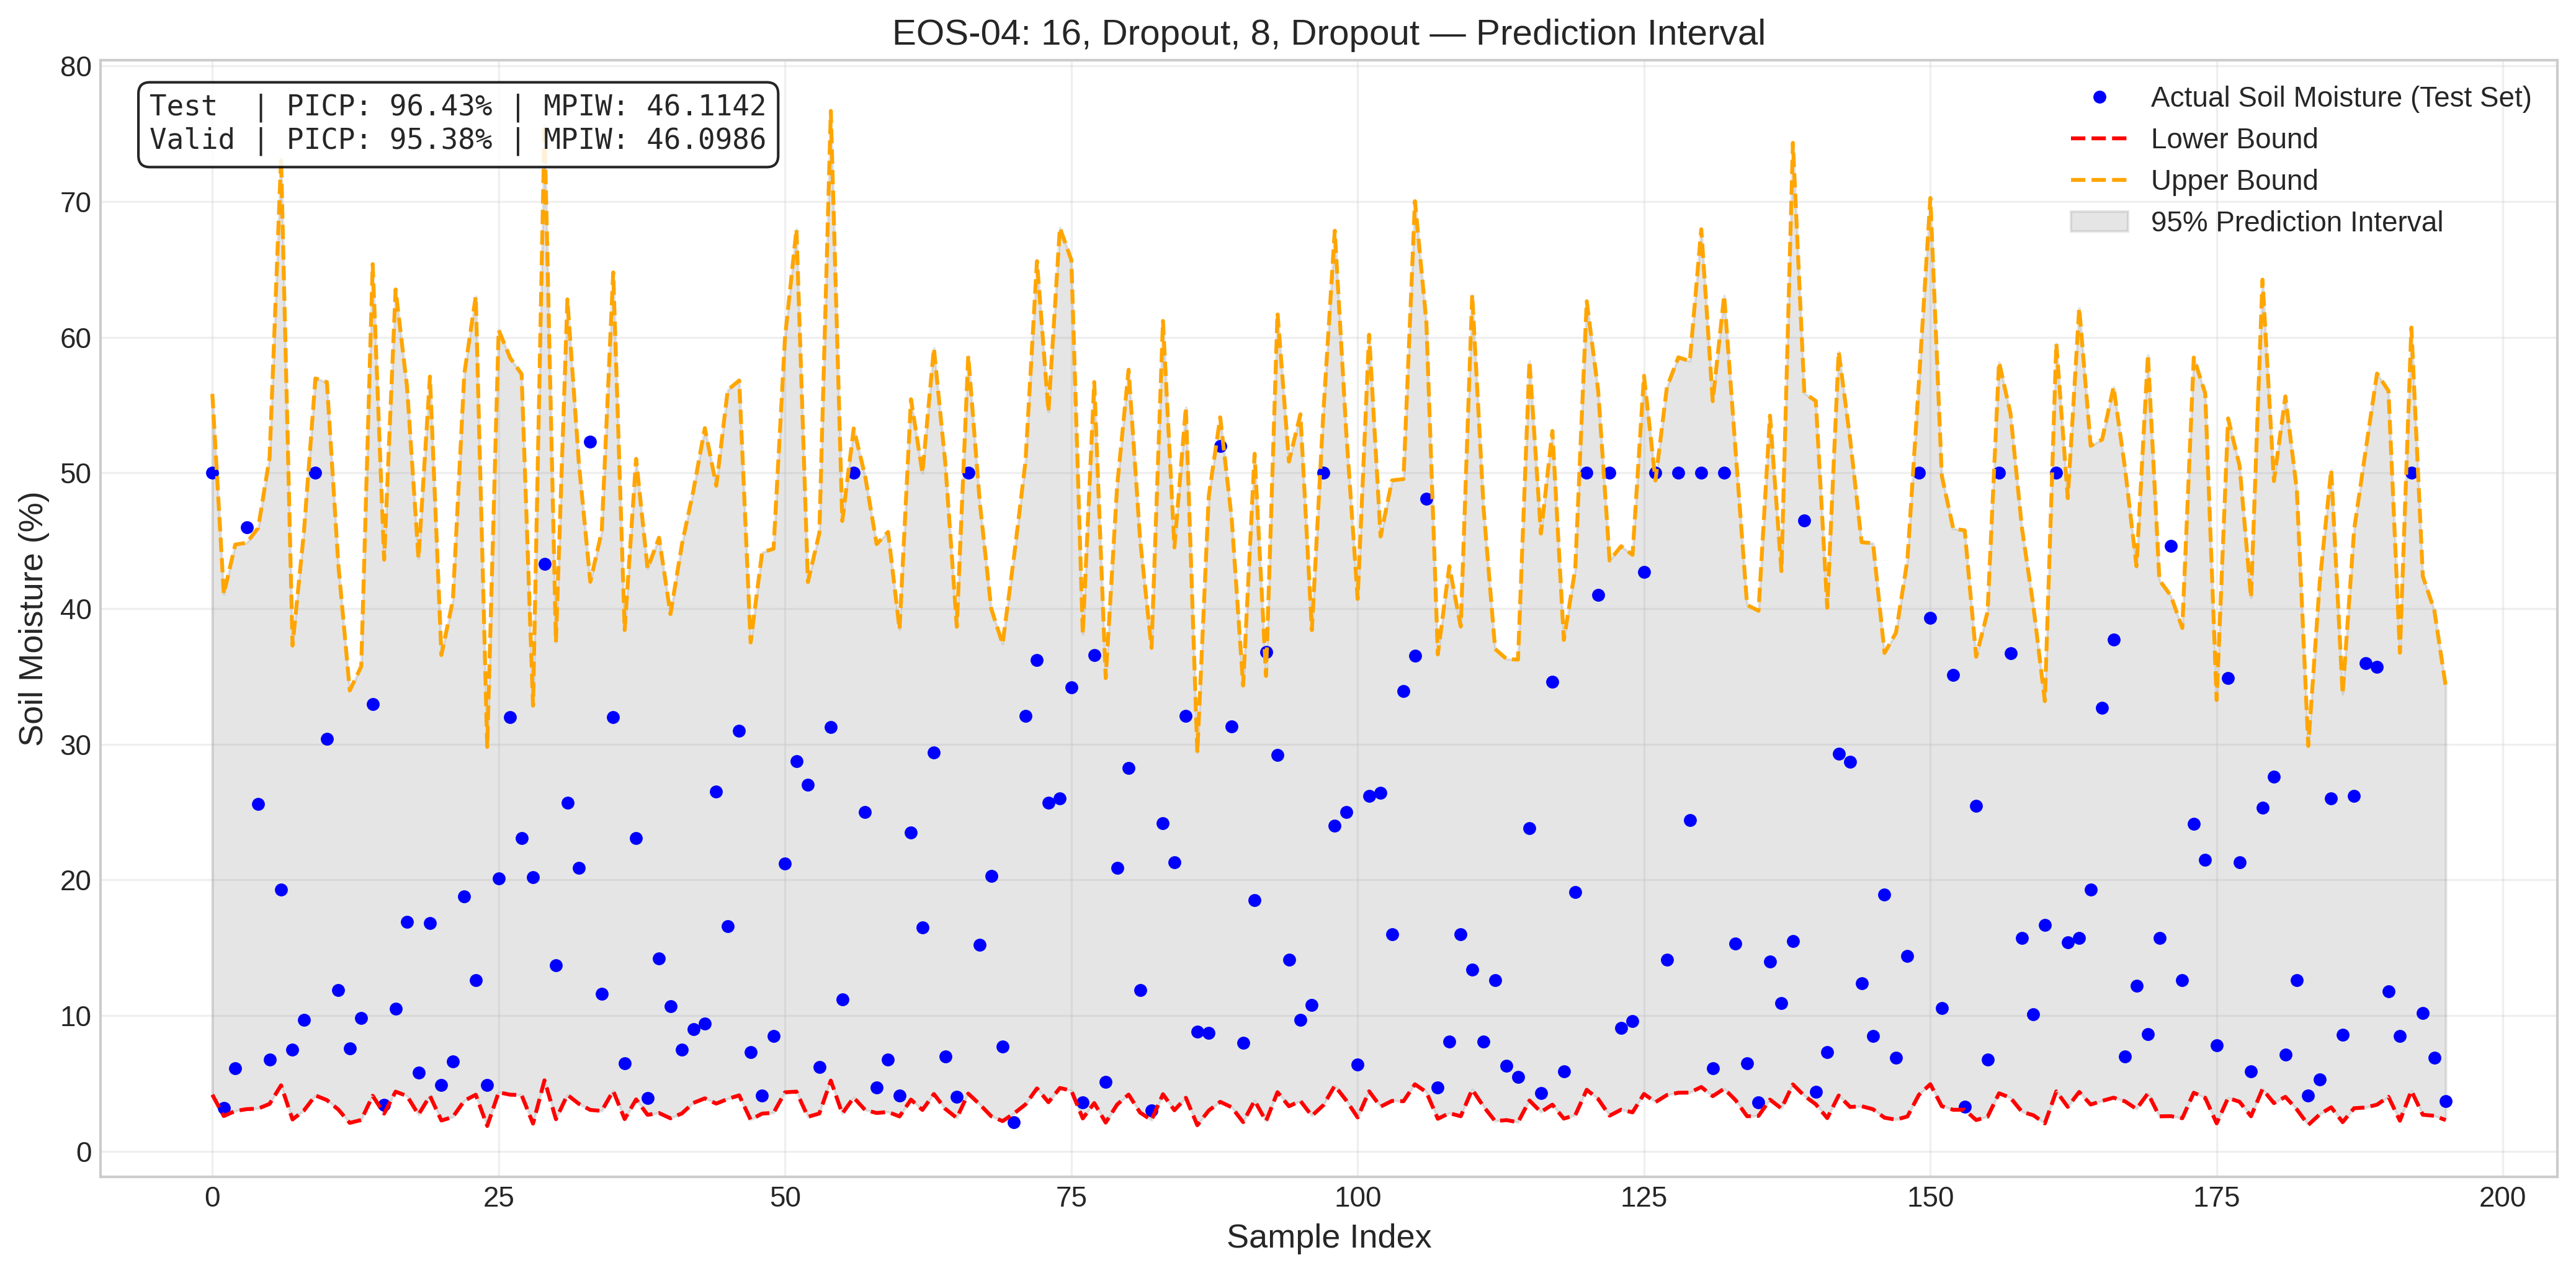 EOS-04: 16, Dropout, 8, Dropout — Prediction Interval
Test  | PICP: 96.43% | MPIW: 46.1142
Valid | PICP: 95.38% | MPIW: 46.0986
Actual Soil Moisture (Test Set)
Lower Bound
Upper Bound
95% Prediction Interval
Soil Moisture (%)
80
70
60
50
40
30
20
10
0
0 25 50 75 100 125 150 175 200
Sample Index